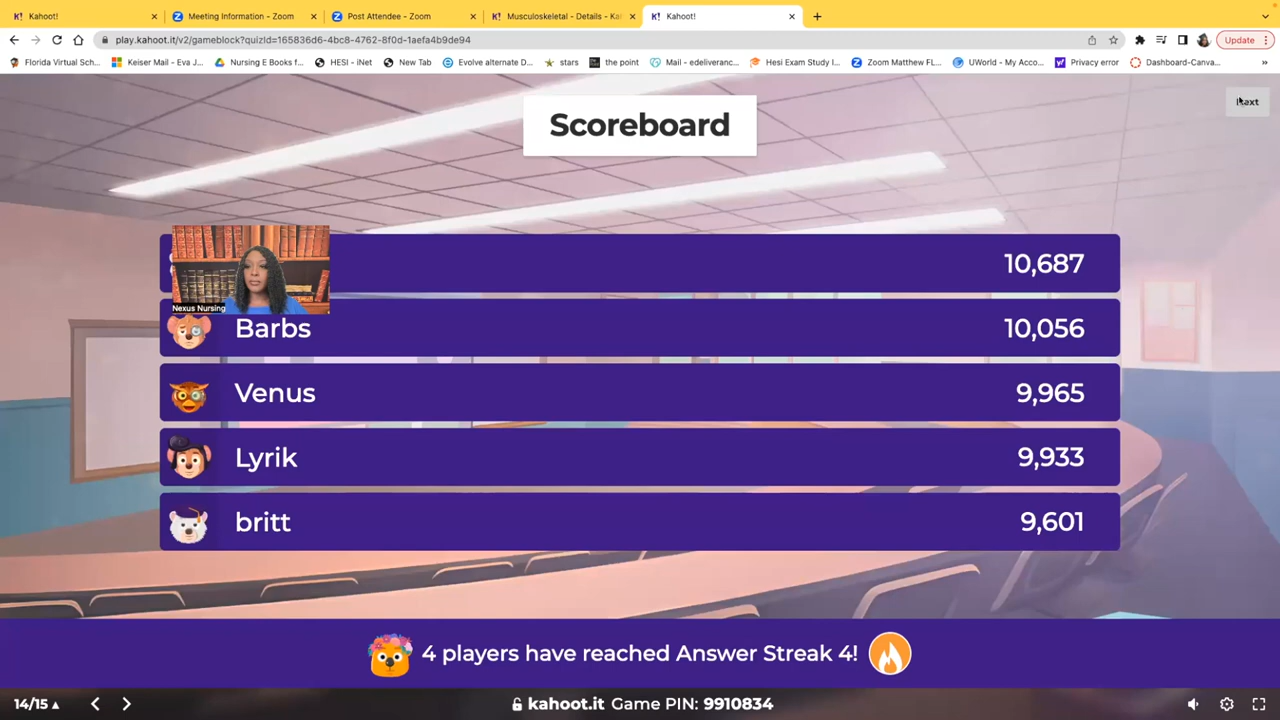 Kahoot!
Meeting Information - Zoom
Post Attendee - Zoom
Musculoskeletal - Details - Ka
Kahoot!
play.kahoot.it/v2/gameblock?quizId=165836d6-4bc8-4762-8f0d-1aefa4b9de94
Update
Florida Virtual Sch...
Keiser Mail - Eva J...
Nursing E Books f...
HESI - iNet
New Tab
Evolve alternate D...
stars
the point
Mail - edeliveranc...
Hesi Exam Study I...
Zoom Matthew FL...
UWorld - My Acco...
Privacy error
Dashboard-Canva...
Next
Scoreboard
10,687
Nexus Nursing
Barbs 10,056
Venus 9,965
Lyrik 9,933
britt 9,601
4 players have reached Answer Streak 4!
14/15
kahoot.it Game PIN: 9910834